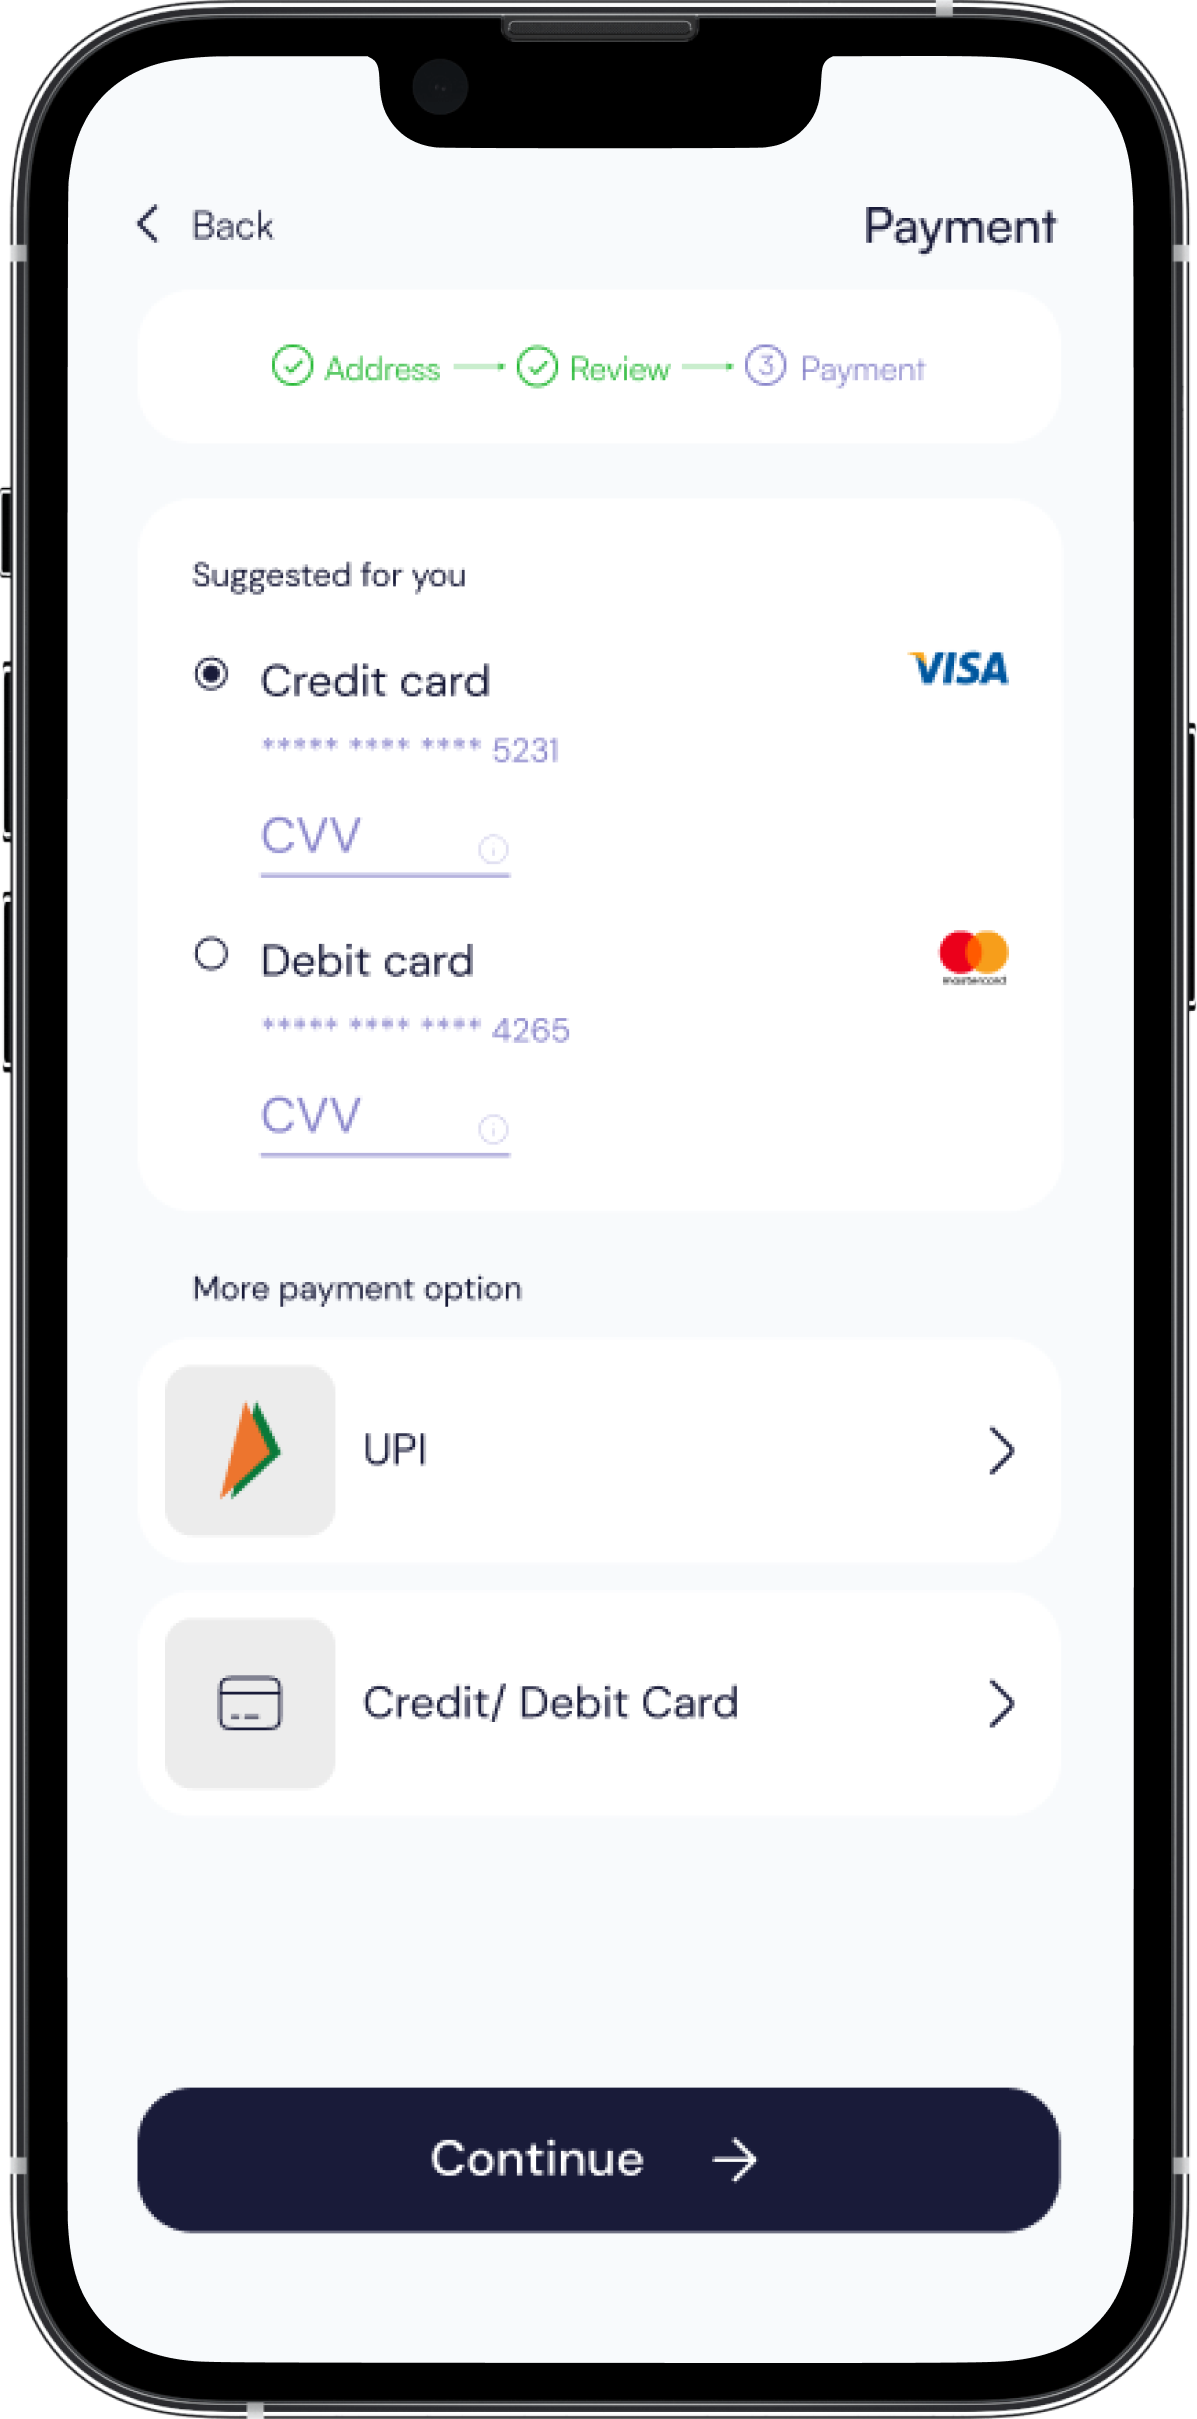 Back
Payment
Address Review 3 Payment
Suggested for you
Credit card
VISA
***** **** **** 5231
CVV
Debit card
mastercard
***** **** **** 4265
CVV
More payment option
UPI
Credit/ Debit Card
Continue